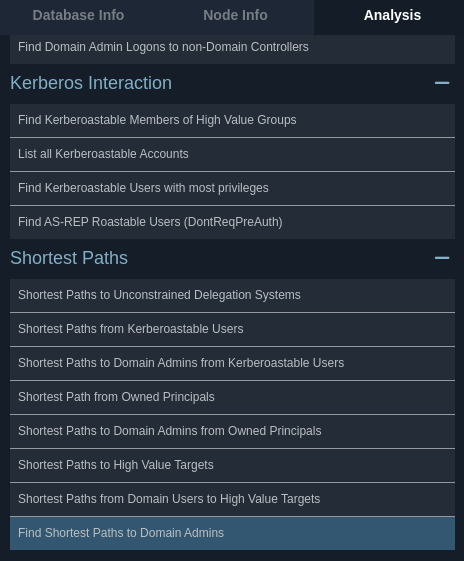 Database Info Node Info Analysis
Find Domain Admin Logons to non-Domain Controllers
Kerberos Interaction
Find Kerberoastable Members of High Value Groups
List all Kerberoastable Accounts
Find Kerberoastable Users with most privileges
Find AS-REP Roastable Users (DontReqPreAuth)
Shortest Paths
Shortest Paths to Unconstrained Delegation Systems
Shortest Paths from Kerberoastable Users
Shortest Paths to Domain Admins from Kerberoastable Users
Shortest Path from Owned Principals
Shortest Paths to Domain Admins from Owned Principals
Shortest Paths to High Value Targets
Shortest Paths from Domain Users to High Value Targets
Find Shortest Paths to Domain Admins